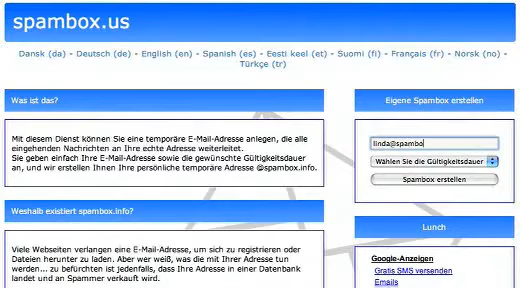 spambox.us
Dansk (da) - Deutsch (de) - English (en) - Spanish (es) - Eesti keel (et) - Suomi (fi) - Français (fr) - Norsk (no) -
Türkçe (tr)
Was ist das?
Mit diesem Dienst können Sie eine temporäre E-Mail-Adresse anlegen, die alle
eingehenden Nachrichten an Ihre echte Adresse weiterleitet.
Sie geben einfach Ihre E-Mail-Adresse sowie die gewünschte Gültigkeitsdauer
an, und wir erstellen Ihnen Ihre persönliche temporäre Adresse @spambox.info.
Weshalb existiert spambox.info?
Viele Webseiten verlangen eine E-Mail-Adresse, um sich zu registrieren oder
Dateien herunter zu laden. Aber wer weiß, was die mit Ihrer Adresse tun
werden... zu befürchten ist jedenfalls, dass Ihre Adresse in einer Datenbank
landet und an Spammer verkauft wird.
Eigene Spambox erstellen
linda@spambo
Wählen Sie die Gültigkeitsdauer
Spambox erstellen
Lunch
Google-Anzeigen
Gratis SMS versenden
Emails